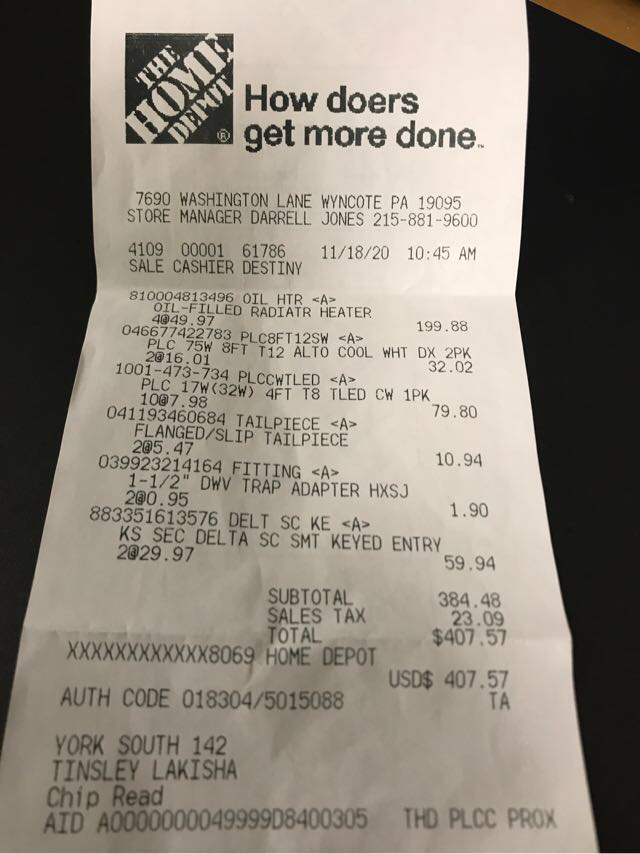 THE
HOME
DEPOT
®
How doers
get more done™
7690 WASHINGTON LANE WYNCOTE PA 19095
STORE MANAGER DARRELL JONES 215-881-9600
4109 00001 61786 11/18/20 10:45 AM
SALE CASHIER DESTINY
810004813496 OIL HTR <A>
OIL-FILLED RADIATR HEATER
4@49.97 199.88
046677422783 PLC8FT12SW <A>
PLC 75W 8FT T12 ALTO COOL WHT DX 2PK
2@16.01 32.02
1001-473-734 PLCCWTLED <A>
PLC 17W(32W) 4FT T8 TLED CW 1PK
10@7.98 79.80
041193460684 TAILPIECE <A>
FLANGED/SLIP TAILPIECE
2@5.47 10.94
039923214164 FITTING <A>
1-1/2" DWV TRAP ADAPTER HXSJ
2@0.95 1.90
883351613576 DELT SC KE <A>
KS SEC DELTA SC SMT KEYED ENTRY
2@29.97 59.94
SUBTOTAL 384.48
SALES TAX 23.09
TOTAL $407.57
XXXXXXXXXXXX8069 HOME DEPOT
USD$ 407.57
AUTH CODE 018304/5015088 TA
YORK SOUTH 142
TINSLEY LAKISHA
Chip Read
AID A0000000049999D8400305 THD PLCC PROX